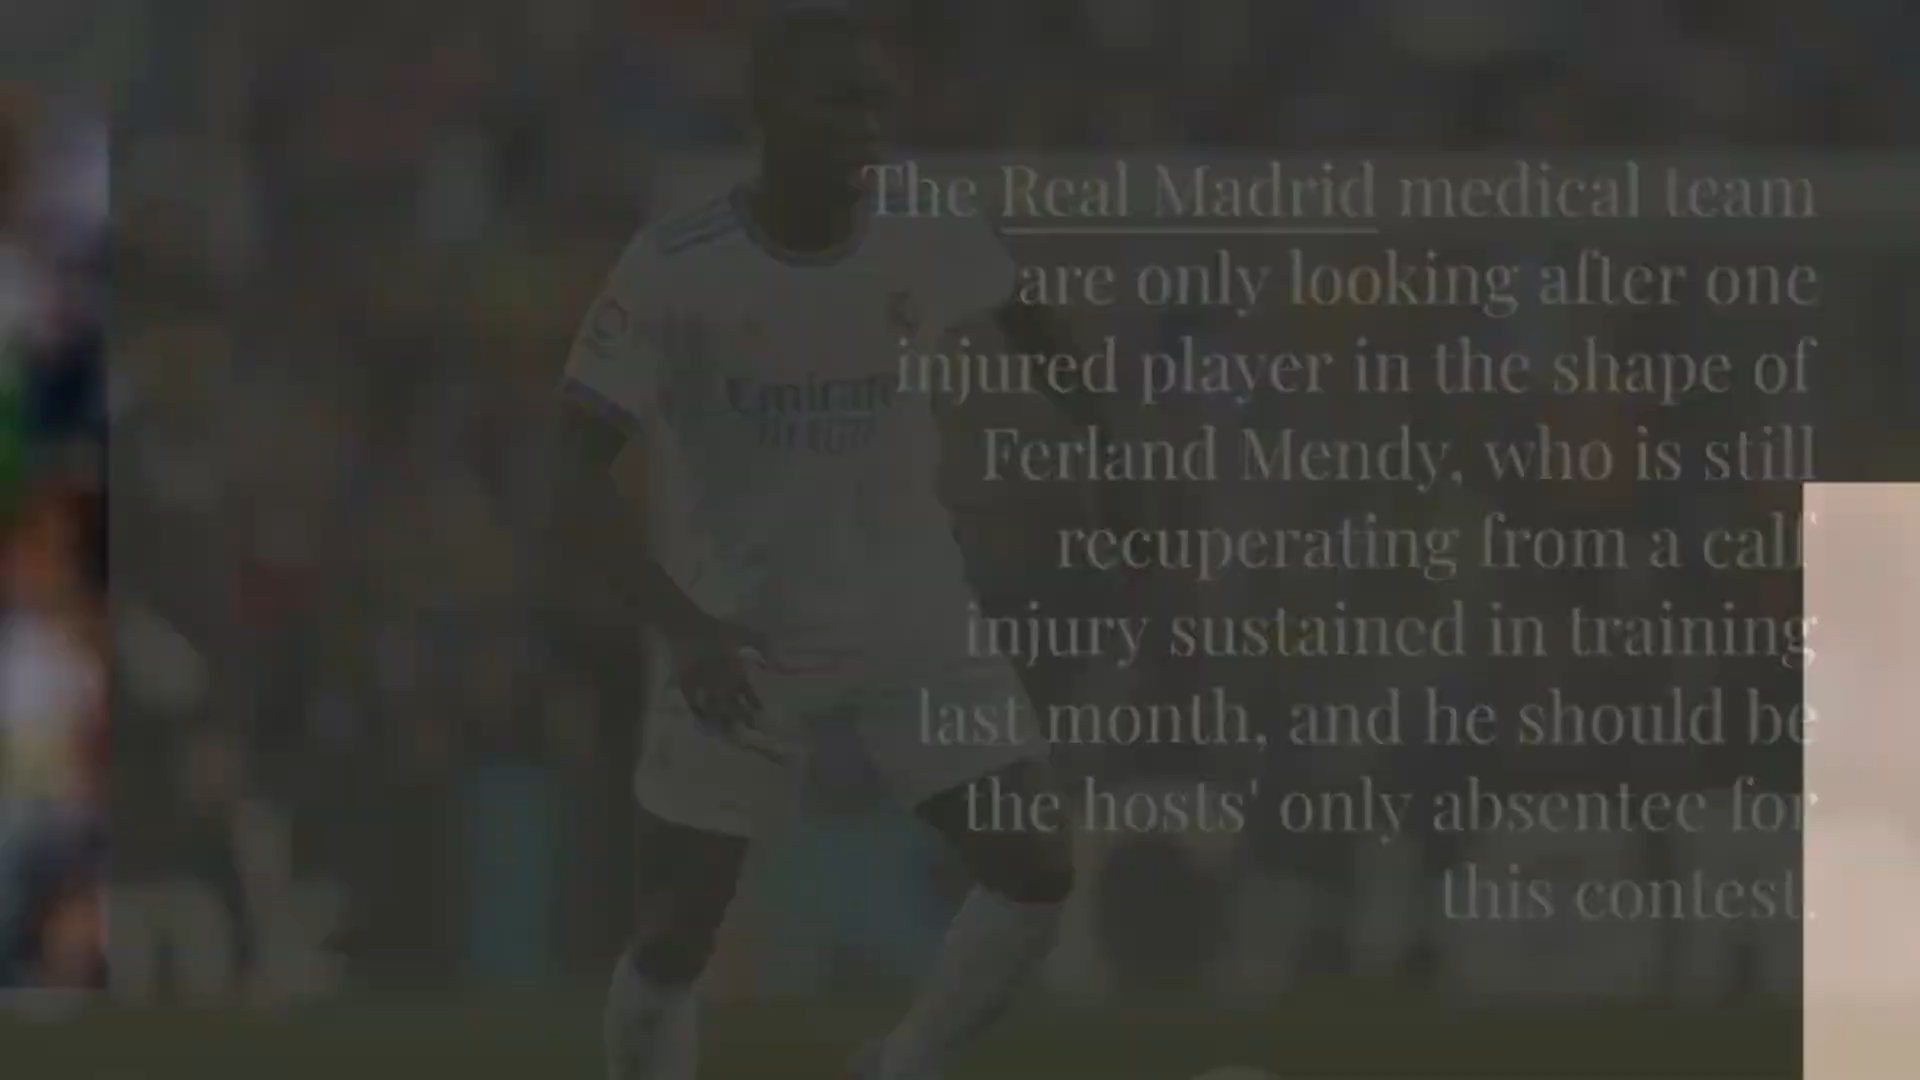 The Real Madrid medical team
are only looking after one
injured player in the shape of
Ferland Mendy, who is still
recuperating from a calf
injury sustained in training
last month, and he should be
the hosts' only absentee for
this contest.